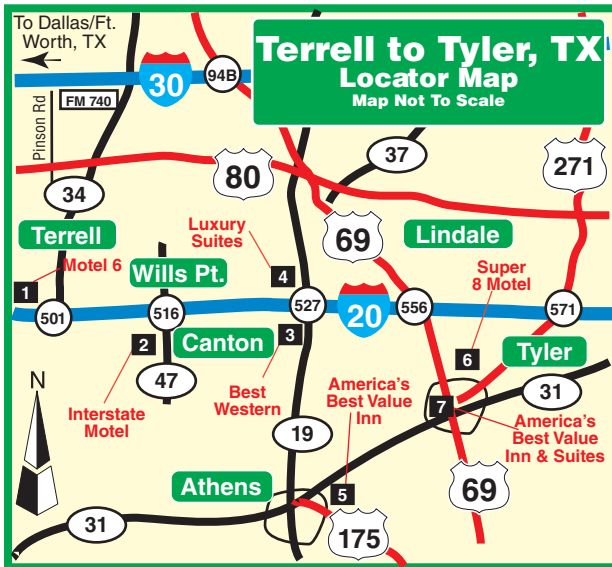 To Dallas/Ft.
Worth, TX
Terrell to Tyler, TX
Locator Map
Map Not To Scale
30
94B
FM 740
Pinson Rd
37
271
80
34
69
Terrell
Luxury
Suites
Lindale
Motel 6
Wills Pt.
4
Super
8 Motel
1
501
516
527
20
556
571
2
Canton
3
6
Tyler
47
Best
Western
America's
Best Value
Inn
31
N
Interstate
Motel
7
America's
Best Value
Inn & Suites
19
Athens
5
69
31
175